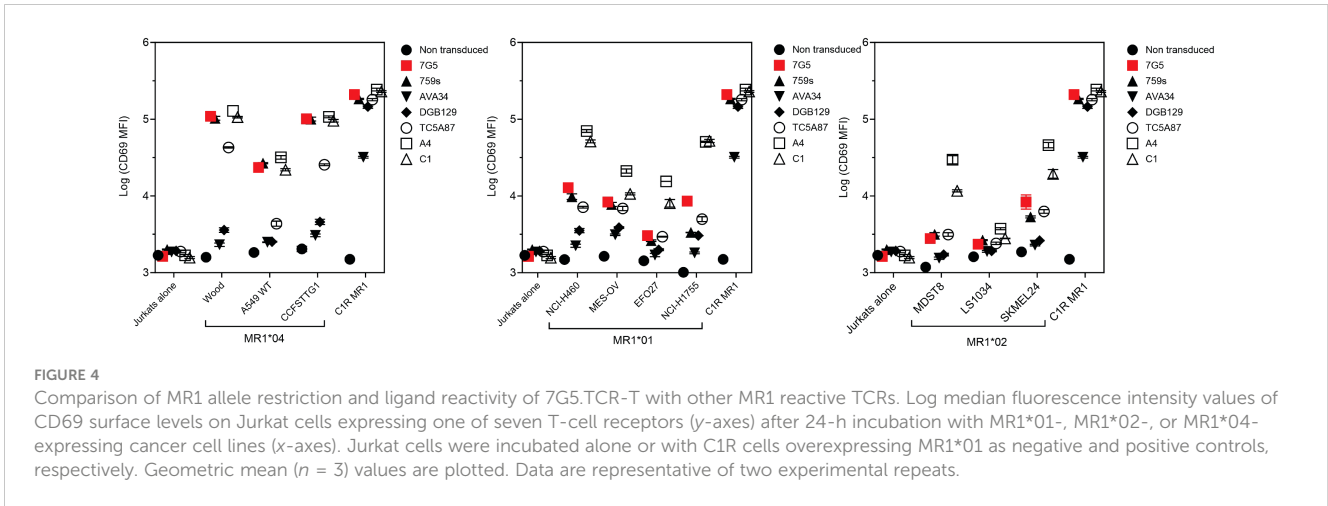 6
5
4
3
Log (CD69 MFI)
Jurkats alone
Wood
A549 WT
CCFSTTG1
C1R MR1
MR1*04
Non transduced
7G5
759s
AVA34
DGB129
TC5A87
A4
C1
6
5
4
3
Log (CD69 MFI)
Jurkats alone
NCI-H460
MES-OV
EFO27
NCI-H1755
C1R MR1
MR1*01
Non transduced
7G5
759s
AVA34
DGB129
TC5A87
A4
C1
6
5
4
3
Log (CD69 MFI)
Jurkats alone
MDST8
LS1034
SKMEL24
C1R MR1
MR1*02
Non transduced
7G5
759s
AVA34
DGB129
TC5A87
A4
C1
FIGURE 4
Comparison of MR1 allele restriction and ligand reactivity of 7G5.TCR-T with other MR1 reactive TCRs. Log median fluorescence intensity values of
CD69 surface levels on Jurkat cells expressing one of seven T-cell receptors (y-axes) after 24-h incubation with MR1*01-, MR1*02-, or MR1*04-
expressing cancer cell lines (x-axes). Jurkat cells were incubated alone or with C1R cells overexpressing MR1*01 as negative and positive controls,
respectively. Geometric mean (n = 3) values are plotted. Data are representative of two experimental repeats.